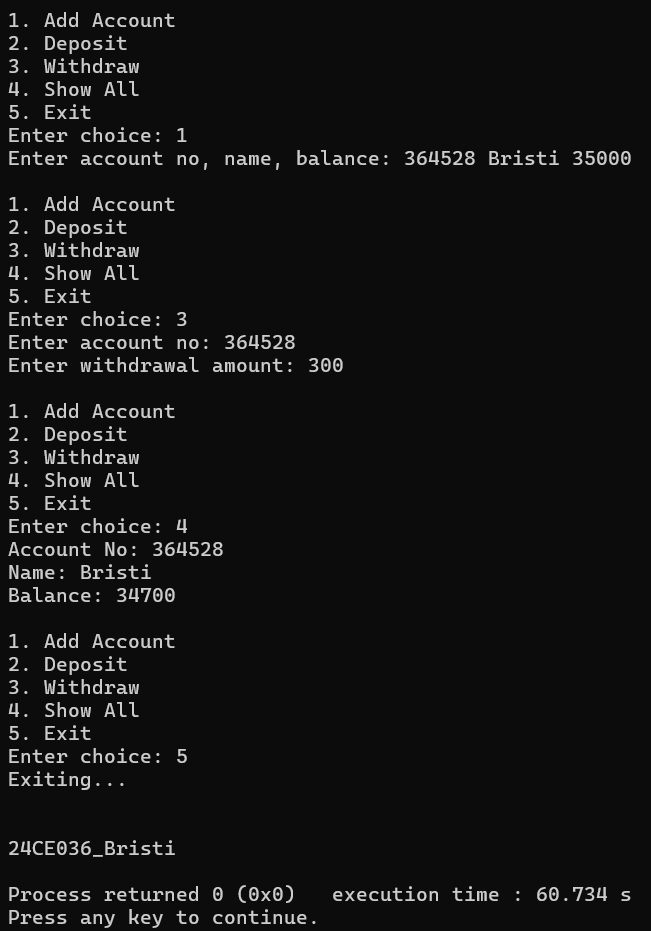 1. Add Account
2. Deposit
3. Withdraw
4. Show All
5. Exit
Enter choice: 1
Enter account no, name, balance: 364528 Bristi 35000
1. Add Account
2. Deposit
3. Withdraw
4. Show All
5. Exit
Enter choice: 3
Enter account no: 364528
Enter withdrawal amount: 300
1. Add Account
2. Deposit
3. Withdraw
4. Show All
5. Exit
Enter choice: 4
Account No: 364528
Name: Bristi
Balance: 34700
1. Add Account
2. Deposit
3. Withdraw
4. Show All
5. Exit
Enter choice: 5
Exiting...
24CE036_Bristi
Process returned 0 (0x0)   execution time : 60.734 s
Press any key to continue.